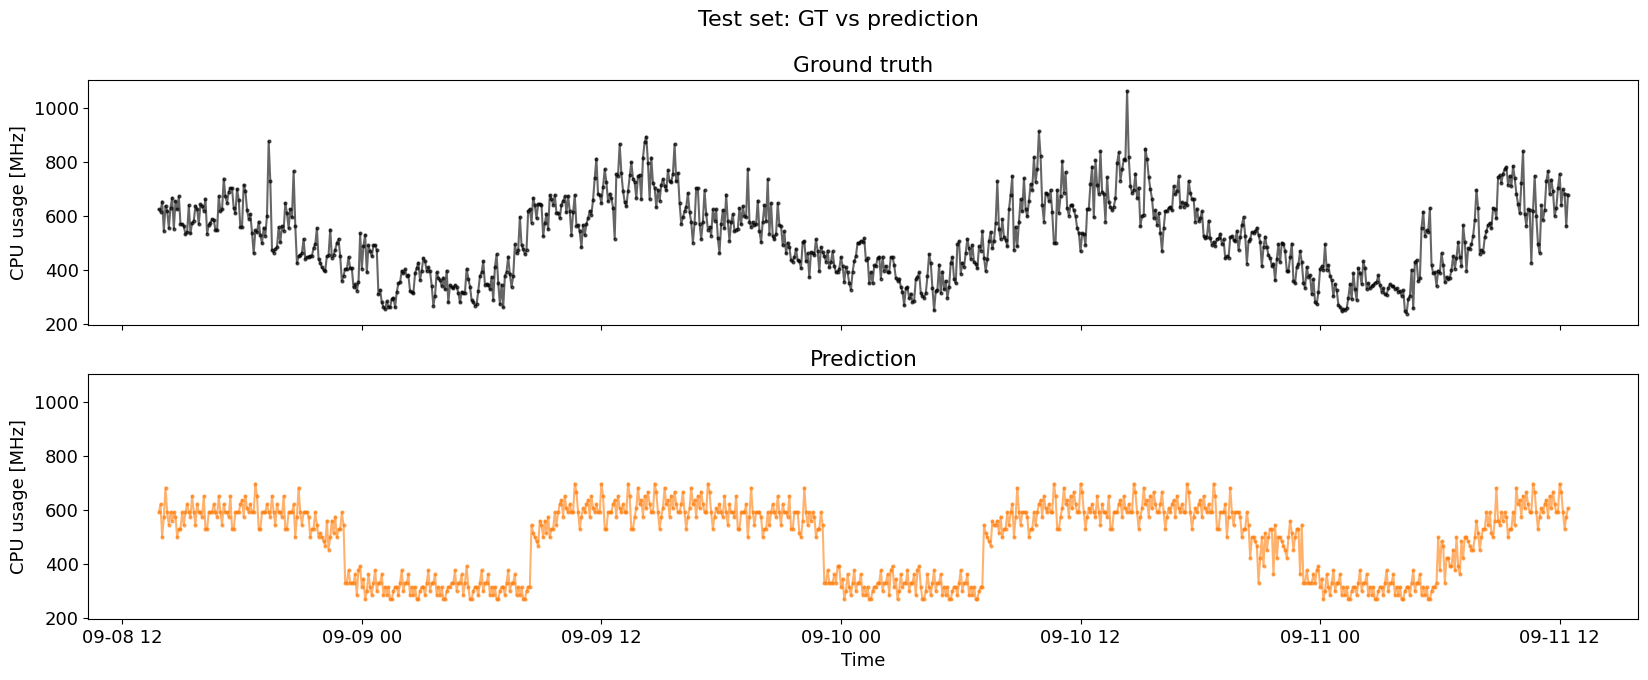 Test set: GT vs prediction
Ground truth
CPU usage [MHz]
1000
800
600
400
200
Prediction
CPU usage [MHz]
1000
800
600
400
200
09-08 12
09-09 00
09-09 12
09-10 00
09-10 12
09-11 00
09-11 12
Time